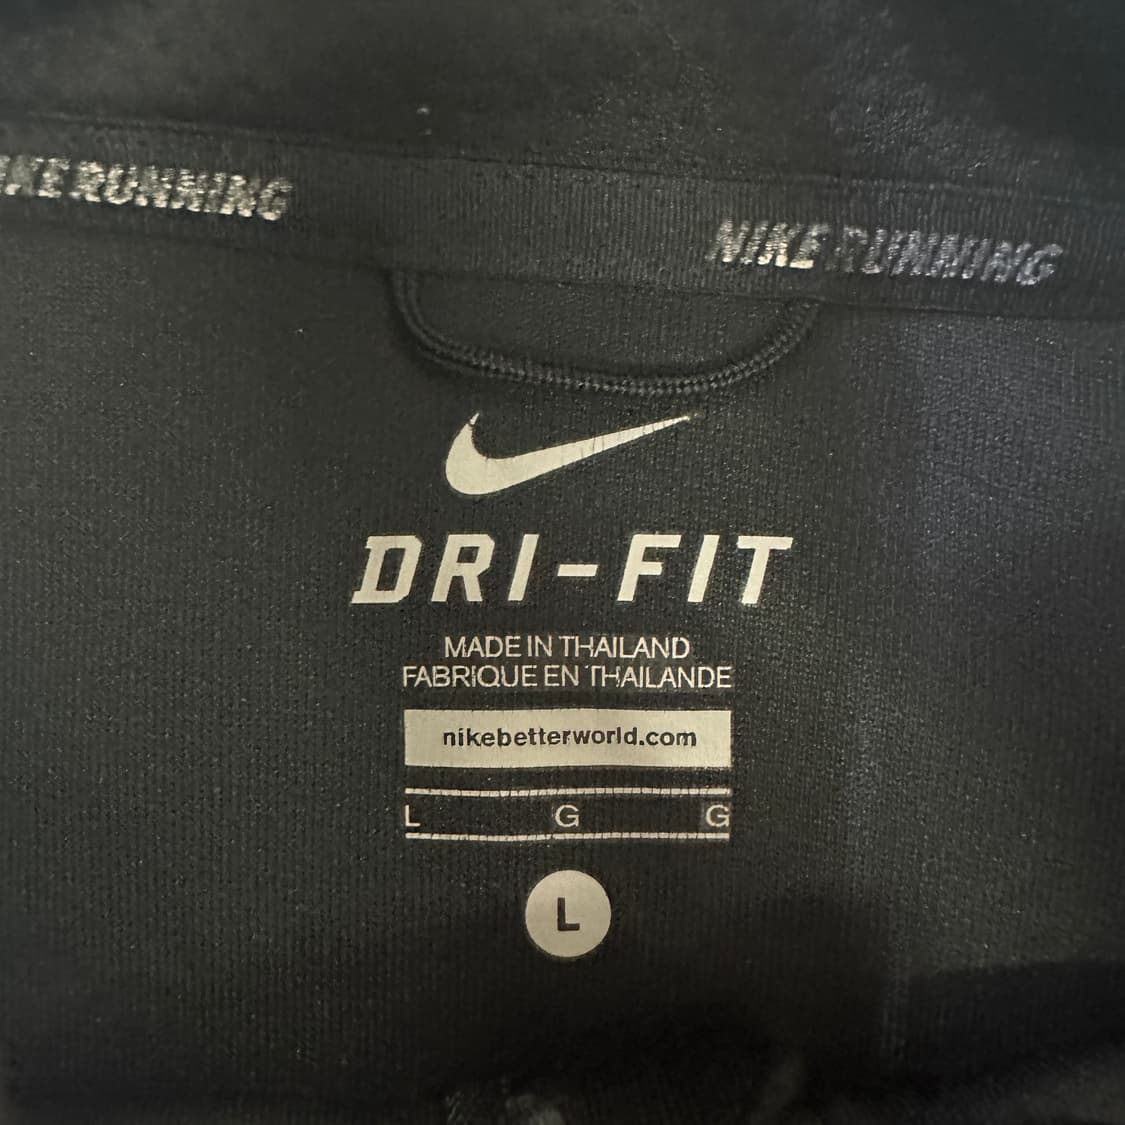 NIKE RUNNING NIKE RUNNING
DRI-FIT
MADE IN THAILAND
FABRIQUE EN THAILANDE
nikebetterworld.com
L G G
L